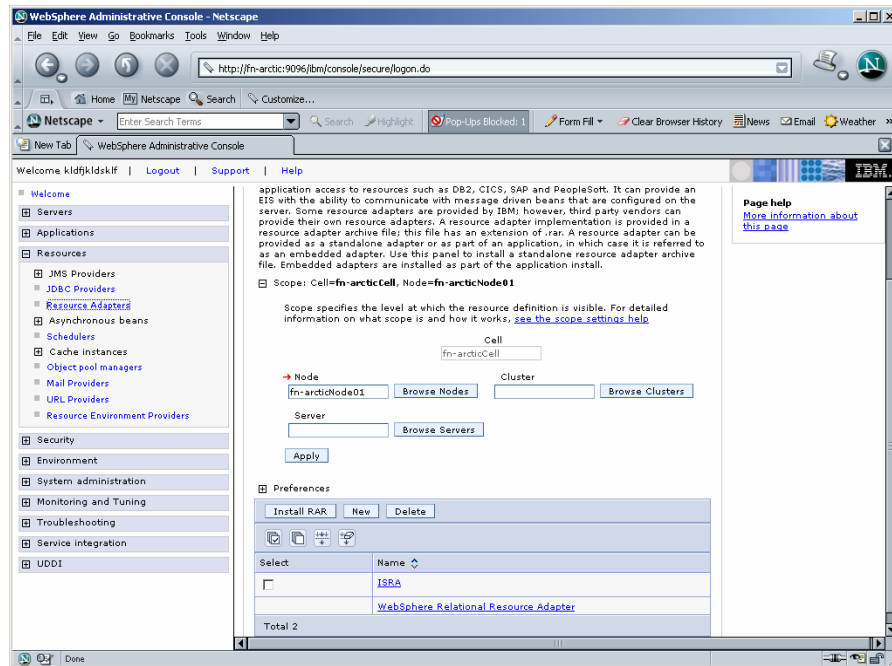 WebSphere Administrative Console - Netscape
File Edit View Go Bookmarks Tools Window Help
http://fn-arctic:9096/ibm/console/secure/logon.do
Home My Netscape Search Customize...
Netscape Enter Search Terms Search Highlight Pop-Ups Blocked: 1 Form Fill Clear Browser History News Email Weather »
New Tab WebSphere Administrative Console
Welcome kldfjkldsklf | Logout | Support | Help IBM.
Welcome
Servers
Applications
Resources
JMS Providers
JDBC Providers
Resource Adapters
Asynchronous beans
Schedulers
Cache instances
Object pool managers
Mail Providers
URL Providers
Resource Environment Providers
Security
Environment
System administration
Monitoring and Tuning
Troubleshooting
Service integration
UDDI
application access to resources such as DB2, CICS, SAP and PeopleSoft. It can provide an
EIS with the ability to communicate with message driven beans that are configured on the
server. Some resource adapters are provided by IBM; however, third party vendors can
provide their own resource adapters. A resource adapter implementation is provided in a
resource adapter archive file; this file has an extension of .rar. A resource adapter can be
provided as a standalone adapter or as part of an application, in which case it is referred to
as an embedded adapter. Use this panel to install a standalone resource adapter archive
file. Embedded adapters are installed as part of the application install.
Scope: Cell=fn-arcticCell, Node=fn-arcticNode01
Scope specifies the level at which the resource definition is visible. For detailed
information on what scope is and how it works, see the scope settings help
Cell
fn-arcticCell
Node Cluster
fn-arcticNode01 Browse Nodes Browse Clusters
Server
Browse Servers
Apply
Preferences
Install RAR New Delete
Select Name
ISRA
WebSphere Relational Resource Adapter
Total 2
Page help
More information about
this page
Done